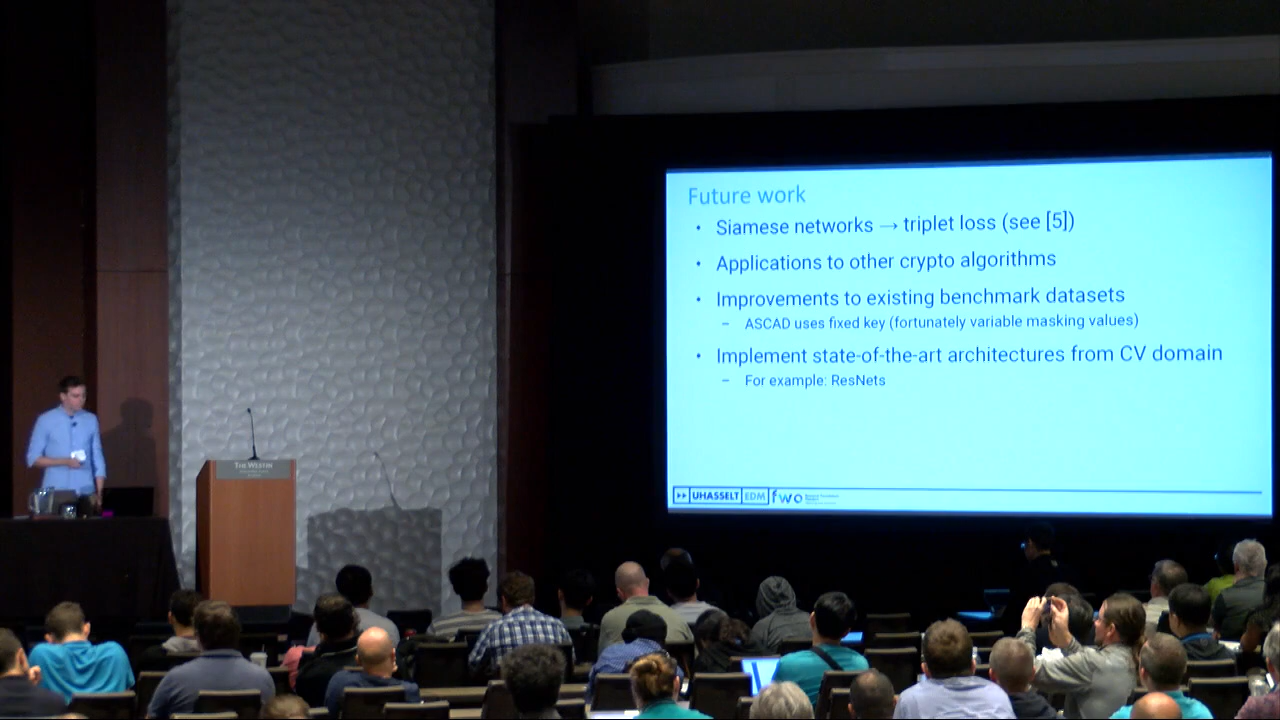 Future work
• Siamese networks → triplet loss (see [5])
• Applications to other crypto algorithms
• Improvements to existing benchmark datasets
– ASCAD uses fixed key (fortunately variable masking values)
• Implement state-of-the-art architectures from CV domain
– For example: ResNets
UHASSELT EDM fwo
THE WESTIN